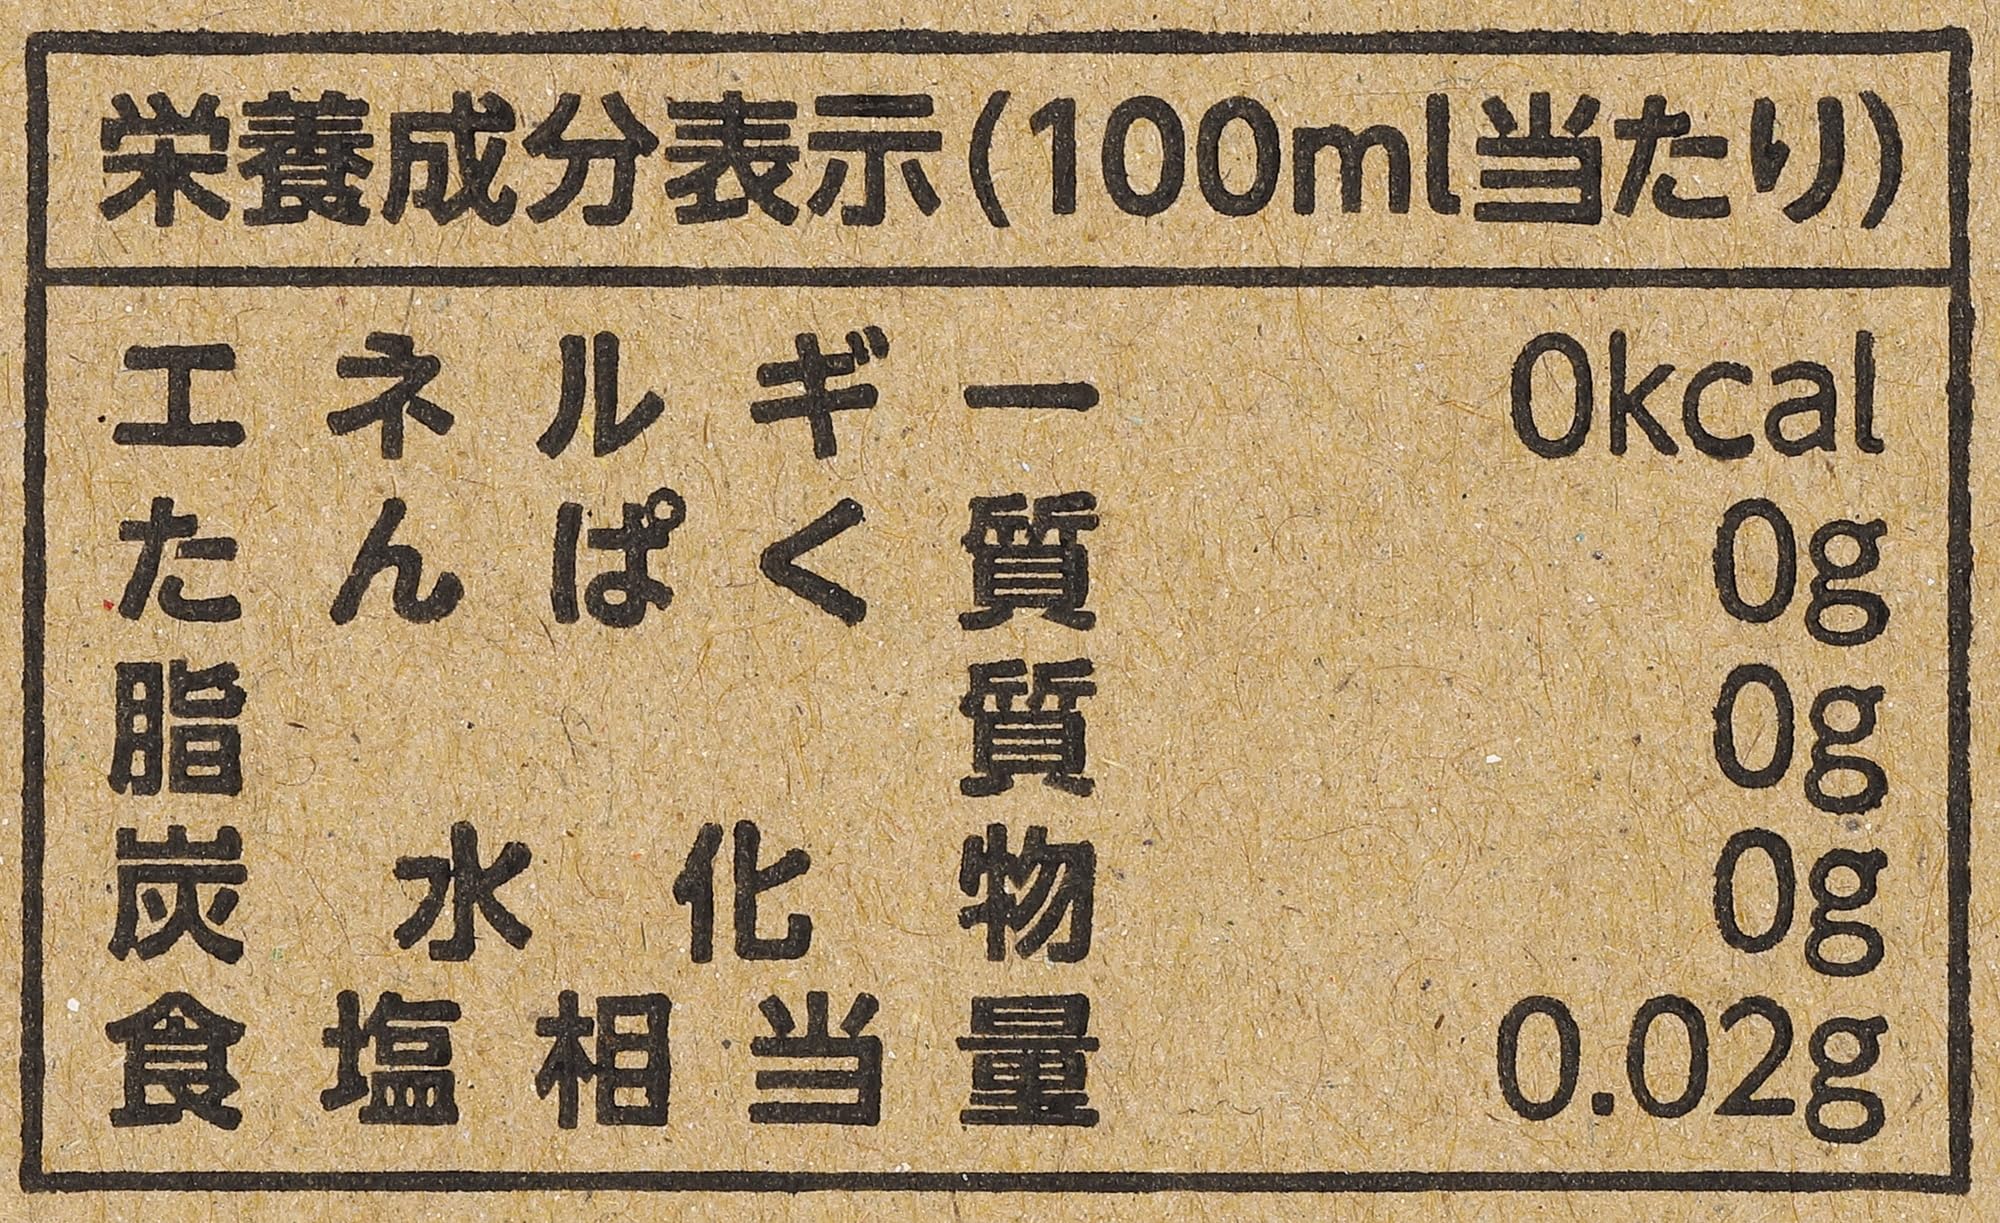 栄養成分表示(100ml当たり)
エネルギー 0kcal
たんぱく質 0g
脂質 0g
炭水化物 0g
食塩相当量 0.02g